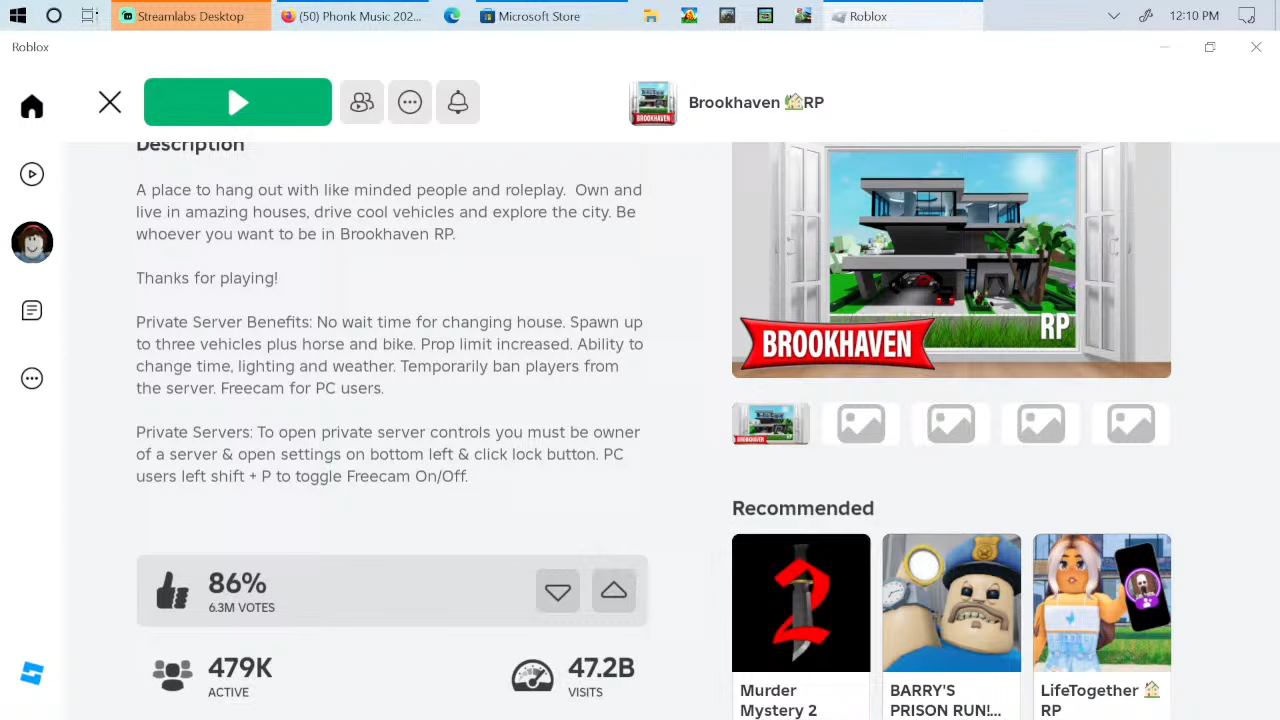 Streamlabs Desktop
(50) Phonk Music 202...
Microsoft Store
Roblox
12:10 PM
Roblox
Brookhaven 🏡RP
BROOKHAVEN
Description
A place to hang out with like minded people and roleplay.  Own and
live in amazing houses, drive cool vehicles and explore the city. Be
whoever you want to be in Brookhaven RP.
Thanks for playing!
Private Server Benefits: No wait time for changing house. Spawn up
to three vehicles plus horse and bike. Prop limit increased. Ability to
change time, lighting and weather. Temporarily ban players from
the server. Freecam for PC users.
Private Servers: To open private server controls you must be owner
of a server & open settings on bottom left & click lock button. PC
users left shift + P to toggle Freecam On/Off.
86%
6.3M VOTES
479K
ACTIVE
47.2B
VISITS
RP
BROOKHAVEN
BROOKHAVEN
Recommended
2
Murder
Mystery 2
BARRY'S
PRISON RUN!...
LifeTogether 🏠
RP